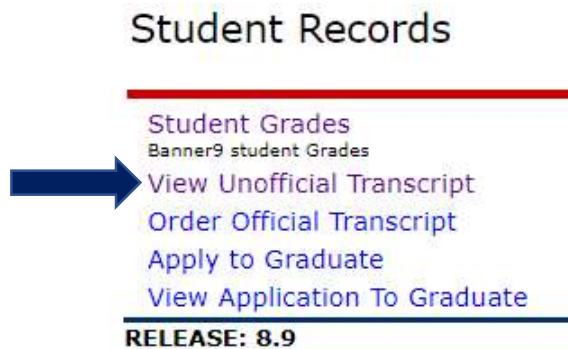 Student Records
Student Grades
Banner9 student Grades
View Unofficial Transcript
Order Official Transcript
Apply to Graduate
View Application To Graduate
RELEASE: 8.9